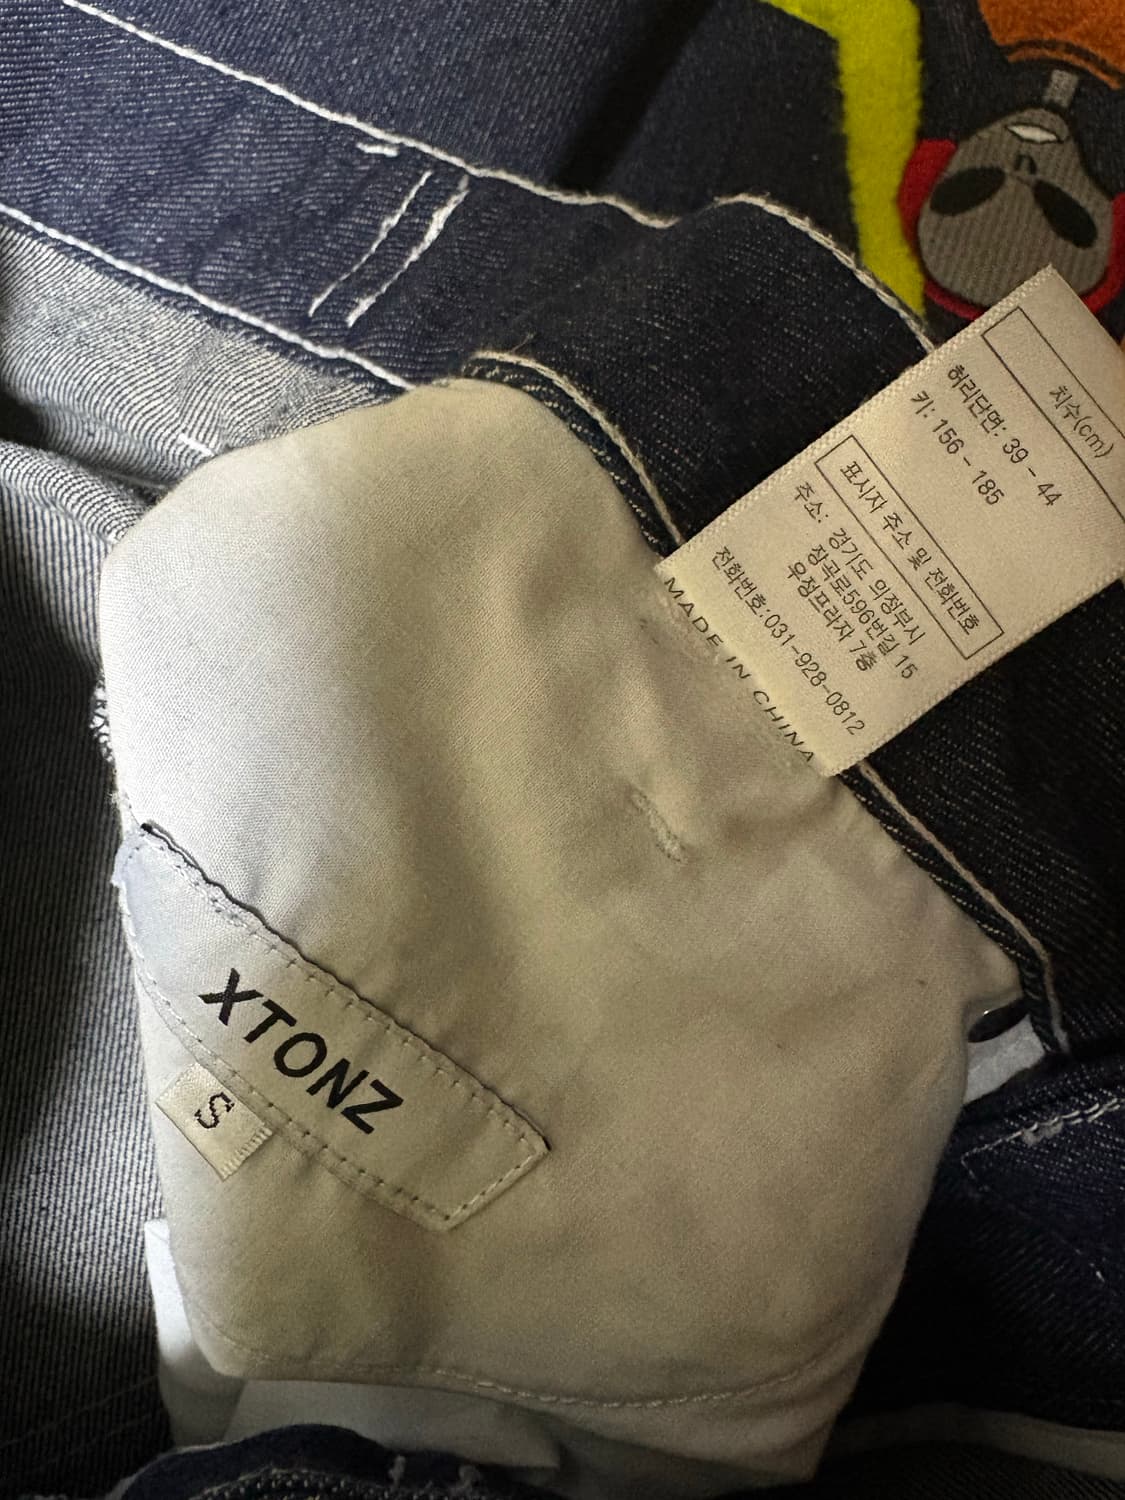 치수(cm)
허리단면: 39 - 44
키: 156 - 185
표시자 주소 및 전화번호
주소: 경기도 의정부시
장곡로596번길 15
우정프라자 7층
전화번호:031-928-0812
MADE IN CHINA
XTONZ
S